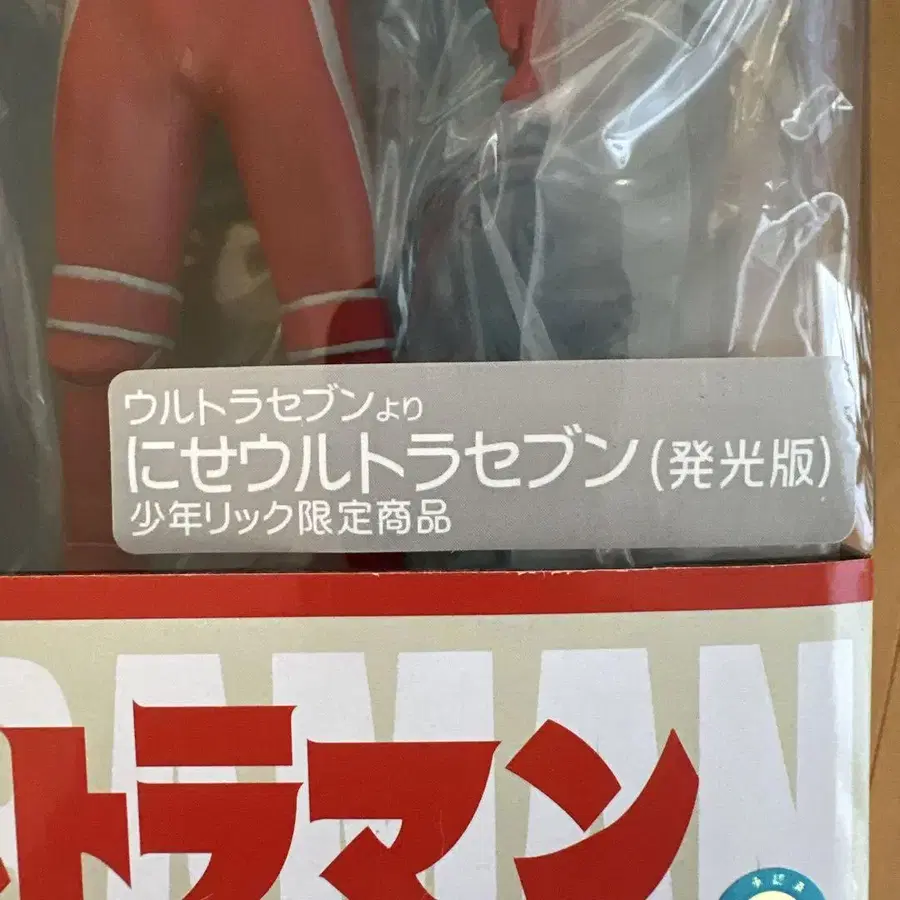 ウルトラセブンより
にせウルトラセブン(発光版)
少年リック限定商品
RAMAN
トラマン